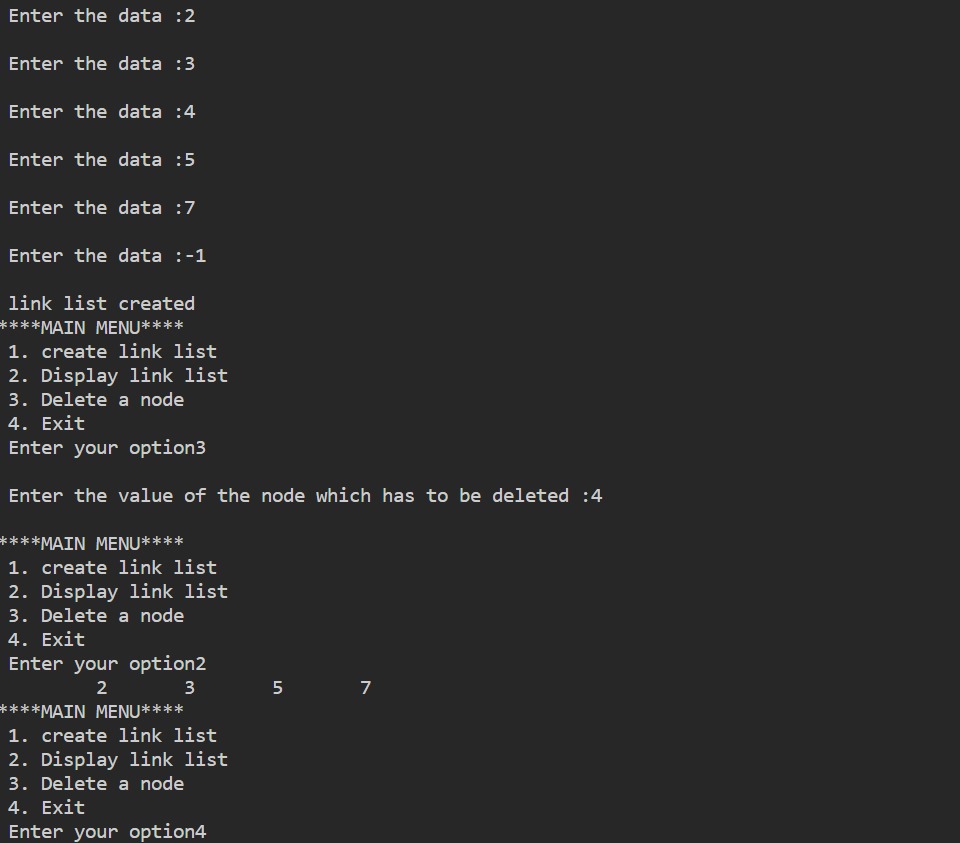 Enter the data :2
Enter the data :3
Enter the data :4
Enter the data :5
Enter the data :7
Enter the data :-1
link list created
****MAIN MENU****
1. create link list
2. Display link list
3. Delete a node
4. Exit
Enter your option3
Enter the value of the node which has to be deleted :4
****MAIN MENU****
1. create link list
2. Display link list
3. Delete a node
4. Exit
Enter your option2
2 3 5 7
****MAIN MENU****
1. create link list
2. Display link list
3. Delete a node
4. Exit
Enter your option4